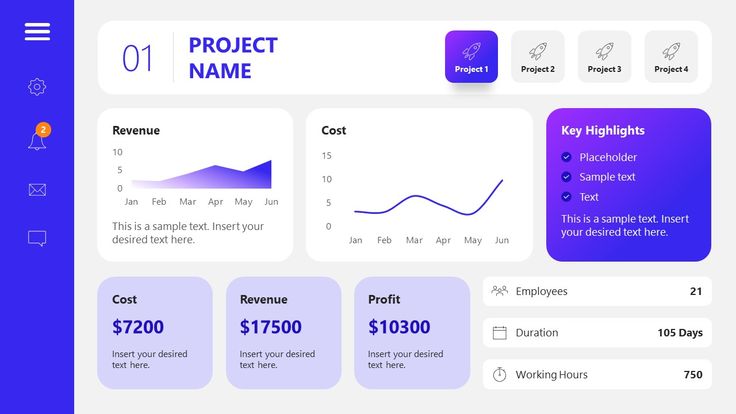 01
PROJECT
NAME
Project 1
Project 2
Project 3
Project 4
2
Revenue
10
5
0
Jan Feb Mar Apr May Jun
This is a sample text. Insert your
desired text here.
Cost
15
10
5
0
Jan Feb Mar Apr May Jun
Key Highlights
Placeholder
Sample text
Text
This is a sample text. Insert
your desired text here.
Cost
$7200
Insert your desired
text here.
Revenue
$17500
Insert your desired
text here.
Profit
$10300
Insert your desired
text here.
Employees 21
Duration 105 Days
Working Hours 750